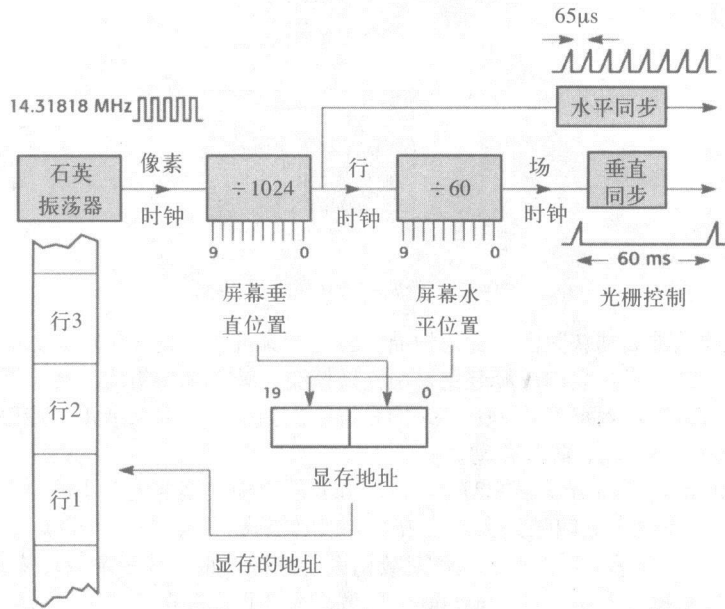 65μs
14.31818 MHz
水平同步
石英
振荡器
像素
时钟
÷1024
行
时钟
÷60
场
时钟
垂直
同步
9 0
9 0
60 ms
屏幕垂
直位置
屏幕水
平位置
光栅控制
行3
行2
行1
19 0
显存地址
显存的地址